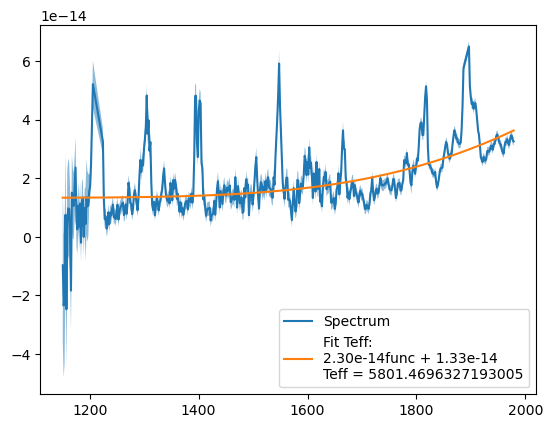 1e−14
6
4
2
0
−2
−4
1200
1400
1600
1800
2000
Spectrum
Fit Teff:
2.30e-14func + 1.33e-14
Teff = 5801.4696327193005